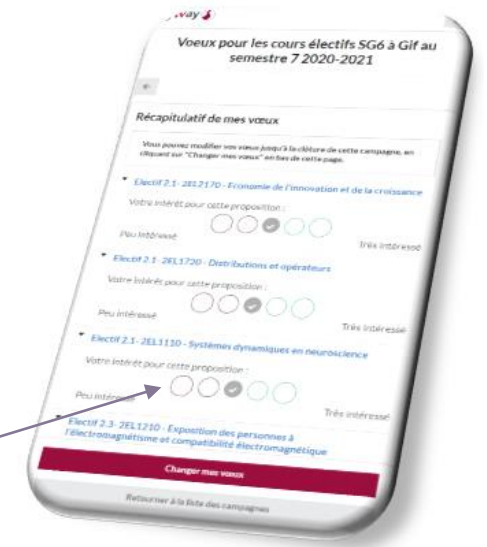 way
Voeux pour les cours électifs SG6 à Gif au
semestre 7 2020-2021
Récapitulatif de mes vœux
Vous pouvez modifier vos vœux jusqu'à la clôture de cette campagne, en
cliquant sur "Changer mes vœux" en bas de cette page.
Electif 2.1- 2EL2170 - Economie de l'innovation et de la croissance
Votre intérêt pour cette proposition :
Peu intéressé
Très intéressé
Electif 2.1- 2EL1720 - Distributions et opérateurs
Votre intérêt pour cette proposition :
Peu intéressé
Très intéressé
Electif 2.1- 2EL1110 - Systèmes dynamiques en neuroscience
Votre intérêt pour cette proposition :
Peu intéressé
Très intéressé
Electif 2.3- 2EL1210 - Exposition des personnes à
l'électromagnétisme et compatibilité électromagnétique
Changer mes vœux
Retourner à la liste des campagnes